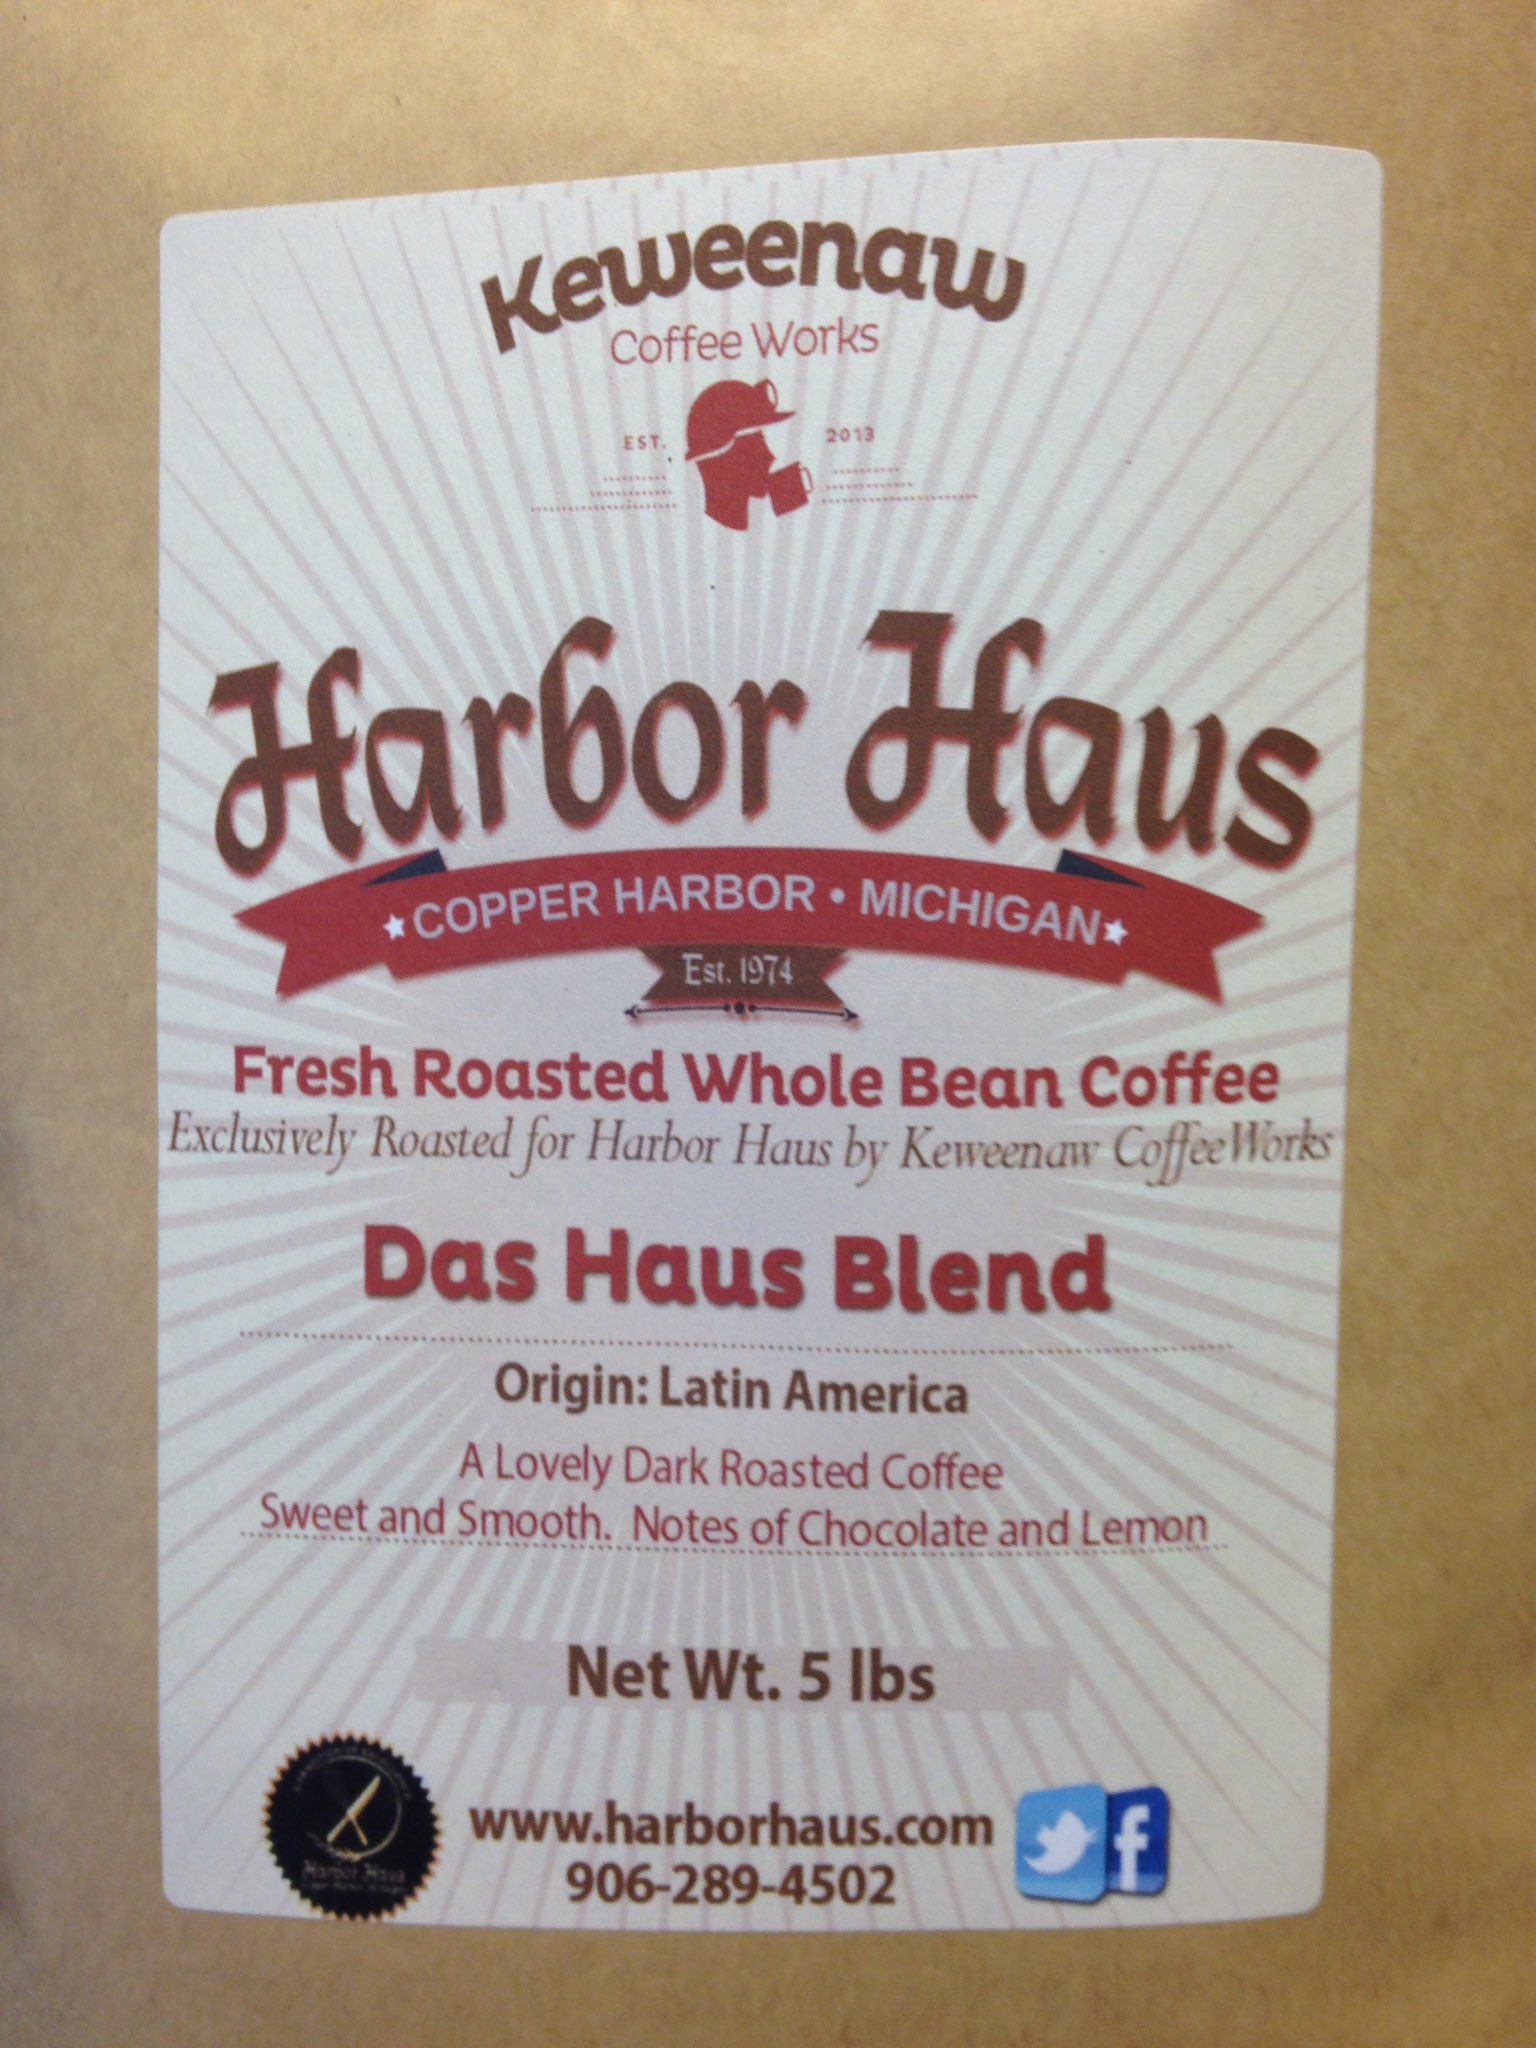 Keweenaw
Coffee Works
EST. 2013
Harbor Haus
COPPER HARBOR • MICHIGAN
Est. 1974
Fresh Roasted Whole Bean Coffee
Exclusively Roasted for Harbor Haus by Keweenaw CoffeeWorks
Das Haus Blend
Origin: Latin America
A Lovely Dark Roasted Coffee
Sweet and Smooth. Notes of Chocolate and Lemon
Net Wt. 5 lbs
Harbor Haus
www.harborhaus.com
906-289-4502
f